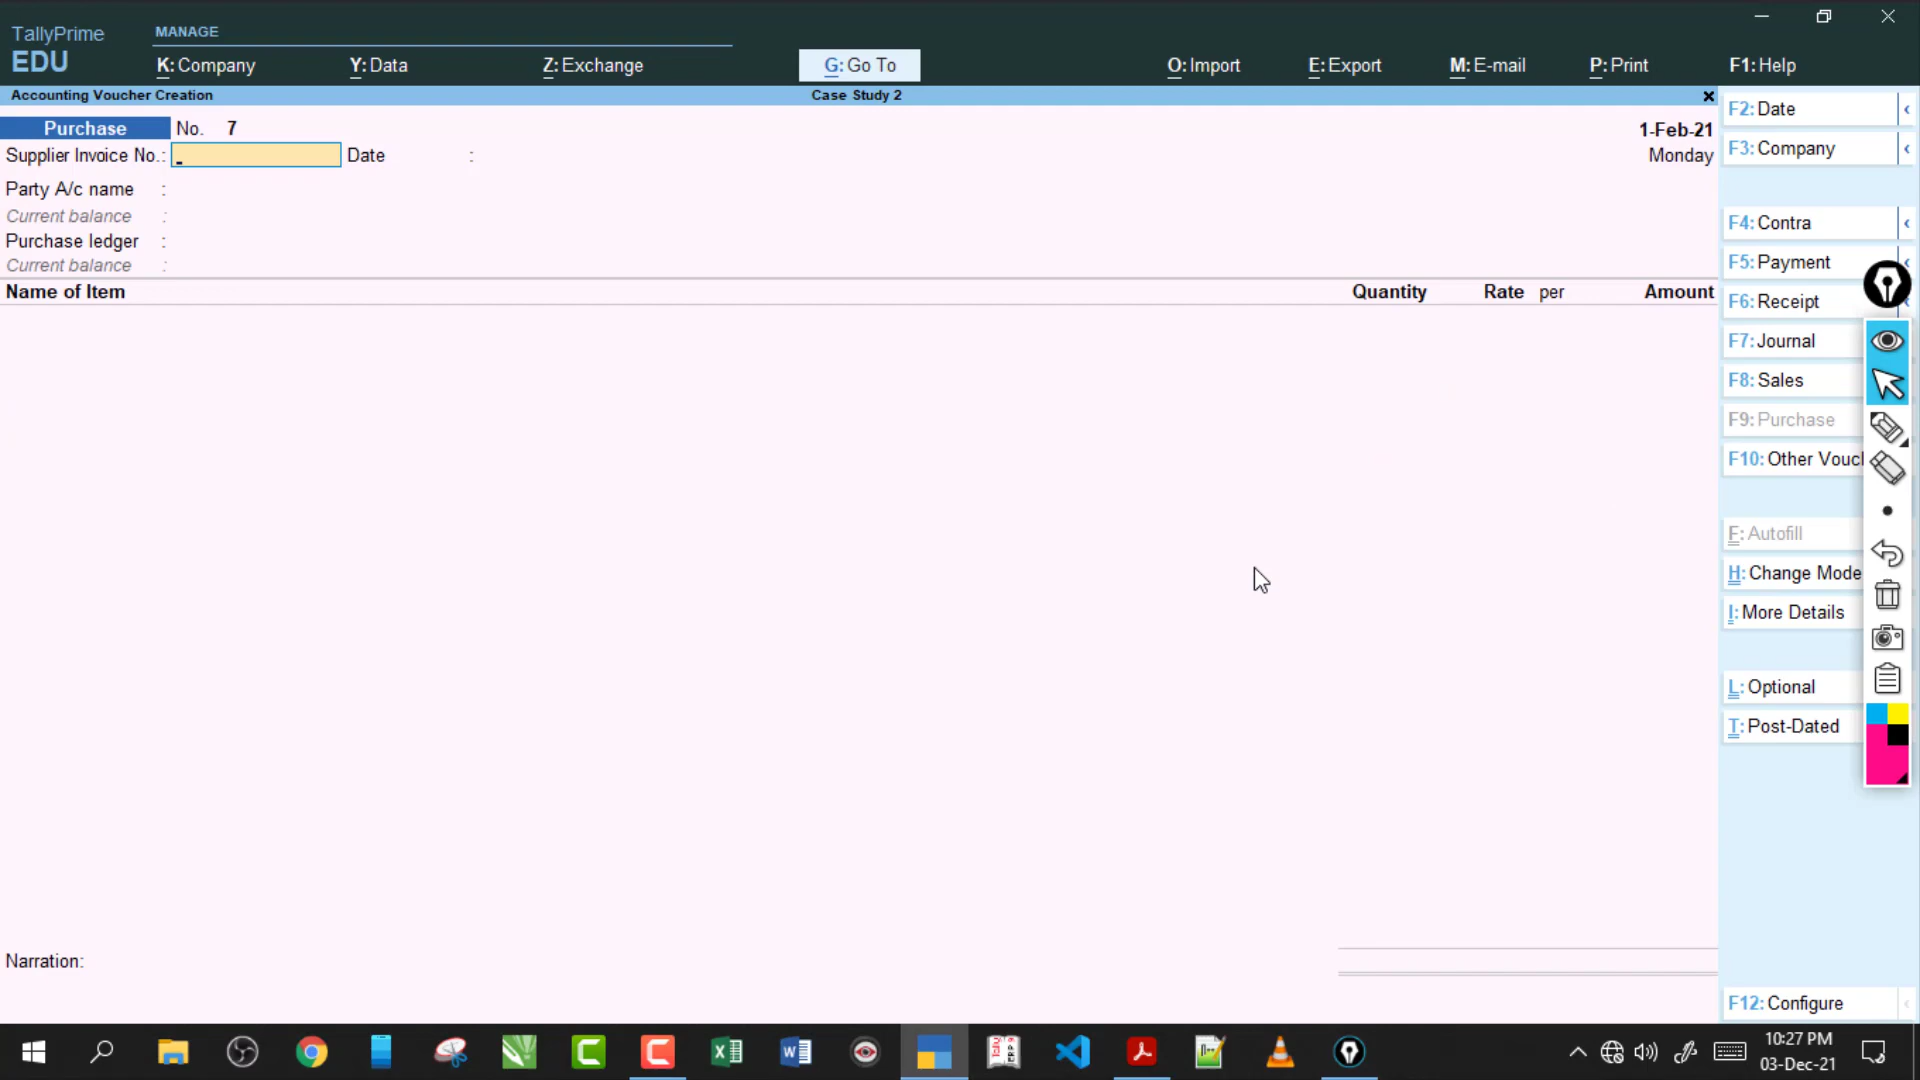 TallyPrime
EDU
MANAGE
K: Company
Y: Data
Z: Exchange
G: Go To
O: Import
E: Export
M: E-mail
P: Print
F1: Help
Accounting Voucher Creation
Case Study 2
Purchase No. 7
1-Feb-21
Supplier Invoice No.: Date :
Monday
Party A/c name :
Current balance :
Purchase ledger :
Current balance :
Name of Item Quantity Rate per Amount
Narration:
F2: Date
F3: Company
F4: Contra
F5: Payment
F6: Receipt
F7: Journal
F8: Sales
F9: Purchase
F10: Other Vouc
F: Autofill
H: Change Mode
I: More Details
L: Optional
T: Post-Dated
F12: Configure
10:27 PM
03-Dec-21